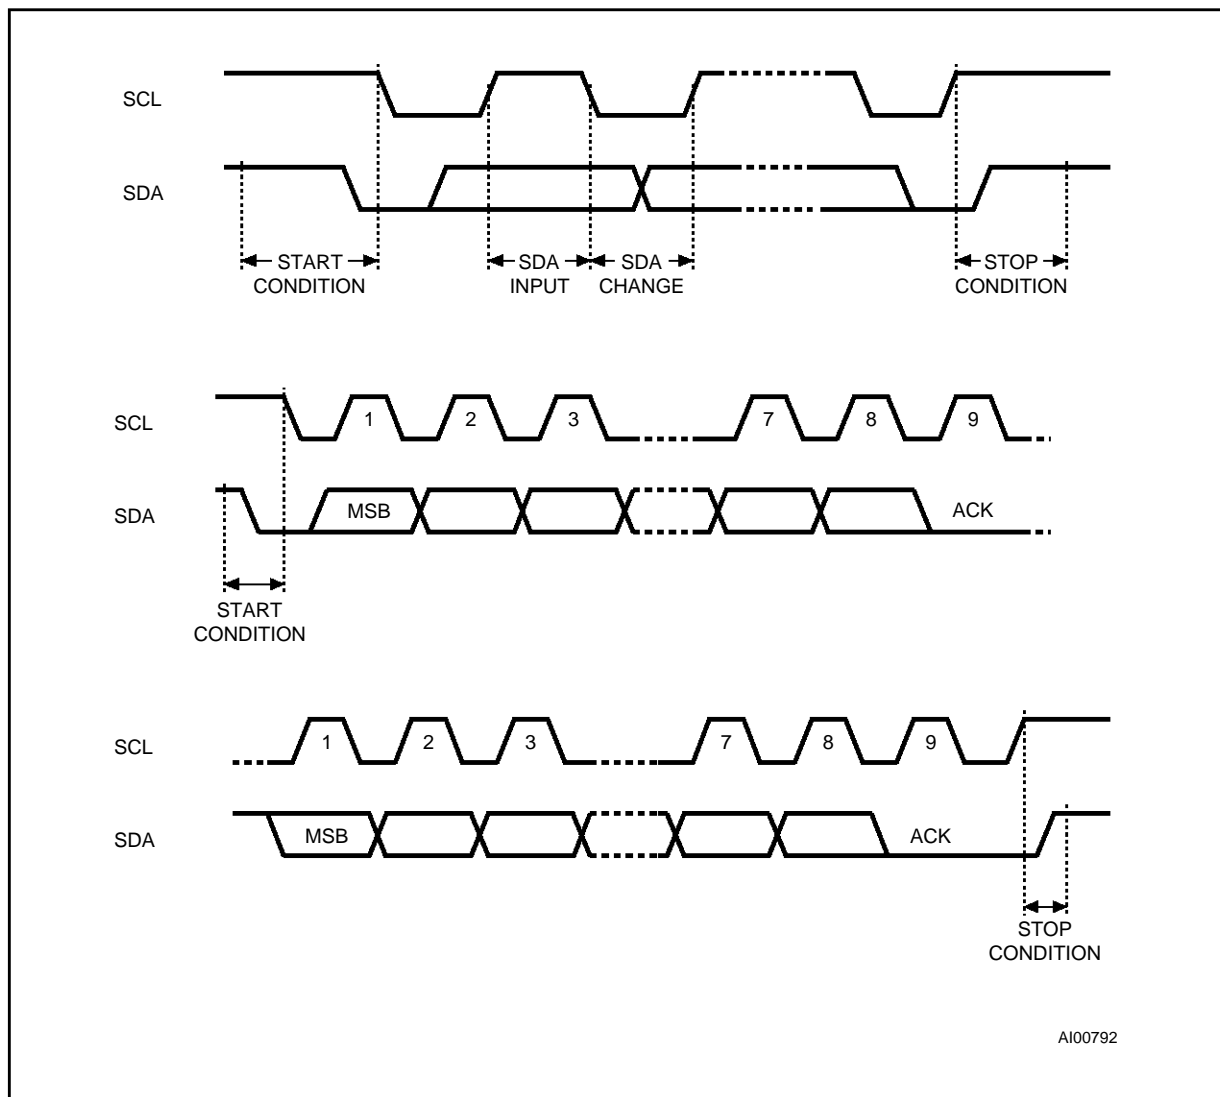 SCL
SDA
START SDA SDA STOP
CONDITION INPUT CHANGE CONDITION
SCL 1 2 3 7 8 9
SDA MSB ACK
START
CONDITION
SCL 1 2 3 7 8 9
SDA MSB ACK
STOP
CONDITION
AI00792